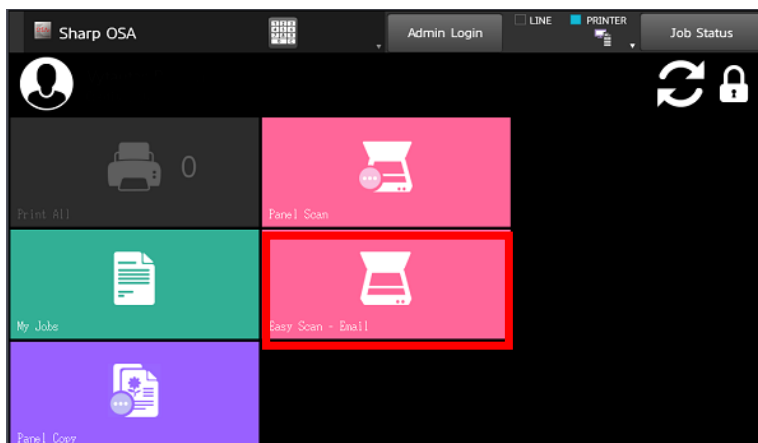 Sharp OSA
Admin Login
LINE
PRINTER
Job Status
0
Print All
Panel Scan
My Jobs
Easy Scan - Email
Panel Copy